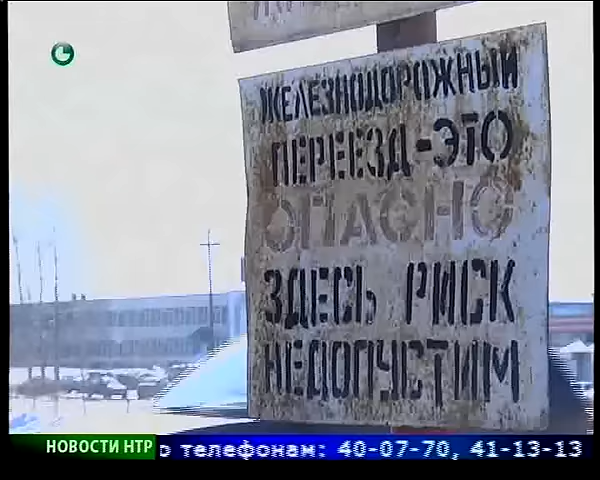 ЖЕЛЕЗНОДОРОЖНЫЙ
ПЕРЕЕЗД-ЭТО
ОПАСНО
ЗДЕСЬ РИСК
НЕДОПУСТИМ
НОВОСТИ НТР
о телефонам: 40-07-70, 41-13-13